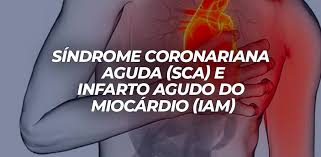 SÍNDROME CORONARIANA
AGUDA (SCA) E
INFARTO AGUDO DO
MIOCÁRDIO (IAM)